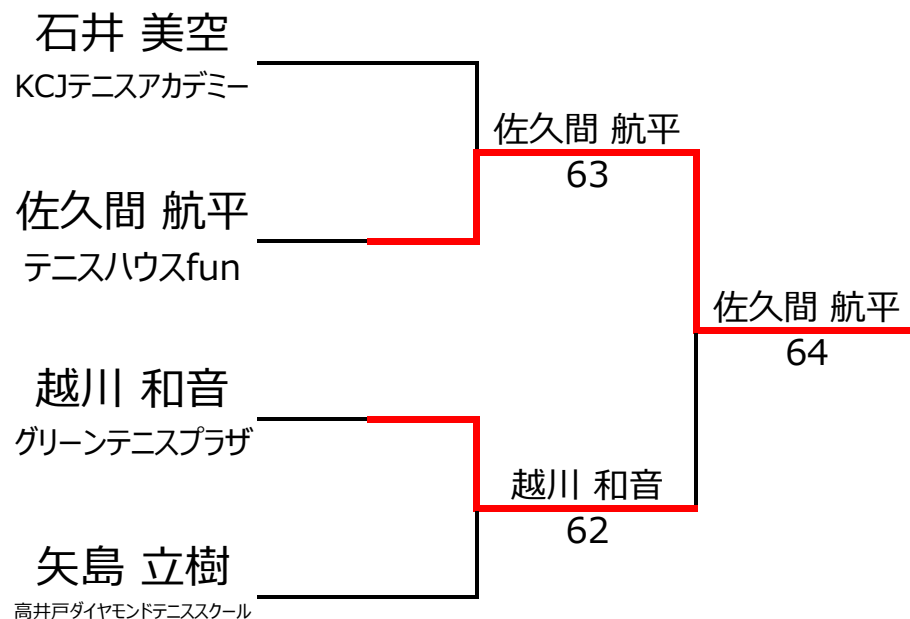 石井 美空
KCJテニスアカデミー
佐久間 航平
63
佐久間 航平
テニスハウスfun
佐久間 航平
64
越川 和音
グリーンテニスプラザ
越川 和音
62
矢島 立樹
高井戸ダイヤモンドテニススクール